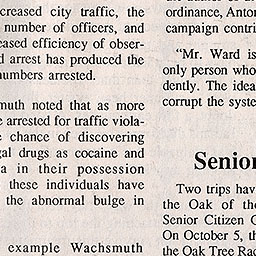 creased city traffic, the
number of officers, and
eased efficiency of obser-
d arrest has produced the
numbers arrested.
muth noted that as more
e arrested for traffic viola-
e chance of discovering
gal drugs as cocaine and
a in their possession
these individuals have
the abnormal bulge in
example Wachsmuth
ordinance, Anton
campaign contri
"Mr. Ward is
only person who
dently. The idea
corrupt the syste
Senior
Two trips hav
the Oak of the
Senior Citizen C
On October 5, th
the Oak Tree Rac